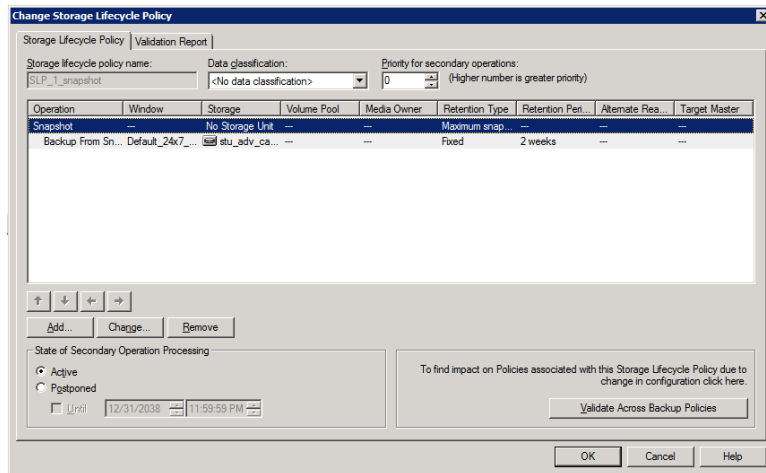 Change Storage Lifecycle Policy
Storage Lifecycle Policy Validation Report
Storage lifecycle policy name: Data classification: Priority for secondary operations:
SLP_1_snapshot <No data classification> 0 (Higher number is greater priority)
Operation Window Storage Volume Pool Media Owner Retention Type Retention Peri... Alternate Rea... Target Master
Snapshot --- No Storage Unit --- --- Maximum snap... --- --- ---
Backup From Sn... Default_24x7_... stu_adv_ca... --- --- Fixed 2 weeks --- ---
Add... Change... Remove
State of Secondary Operation Processing
Active
Postponed
Until 12/31/2038 11:59:59 PM
To find impact on Policies associated with this Storage Lifecycle Policy due to
change in configuration click here.
Validate Across Backup Policies
OK Cancel Help